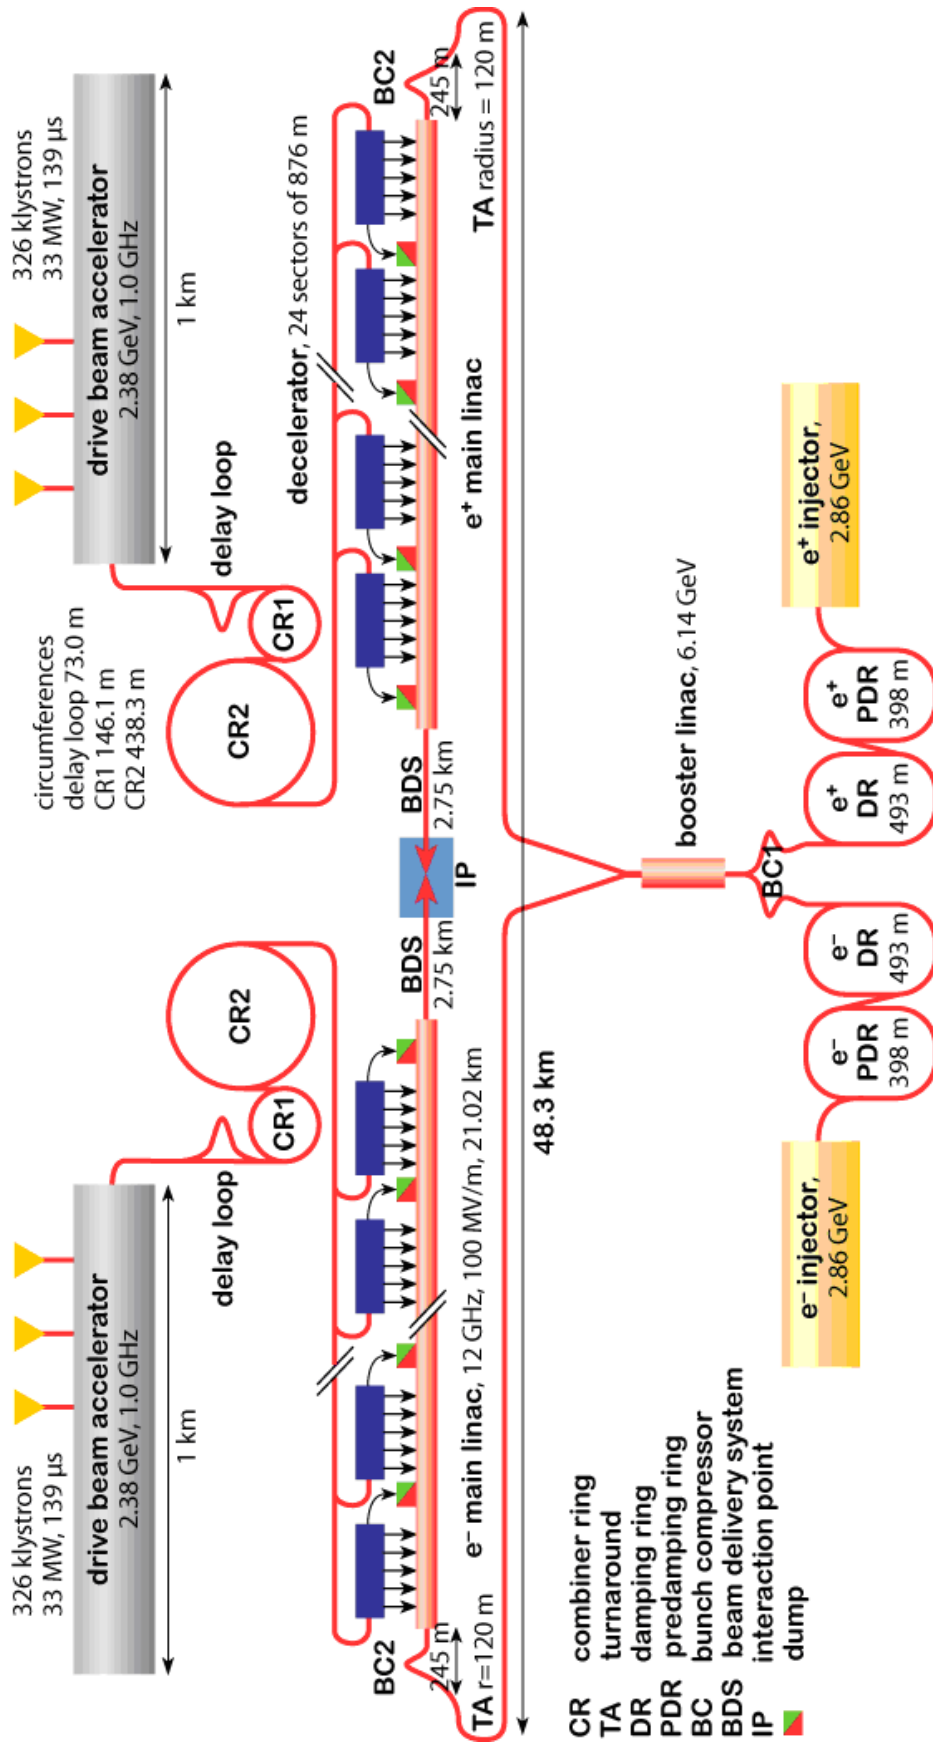 326 klystrons
33 MW, 139 μs
drive beam accelerator
2.38 GeV, 1.0 GHz
1 km
delay loop
CR1
CR2
circumferences
delay loop 73.0 m
CR1 146.1 m
CR2 438.3 m
326 klystrons
33 MW, 139 μs
drive beam accelerator
2.38 GeV, 1.0 GHz
1 km
delay loop
CR1
CR2
decelerator, 24 sectors of 876 m
BC2
245 m
TA r=120 m
e⁻ main linac, 12 GHz, 100 MV/m, 21.02 km
BDS
2.75 km
IP
BDS
2.75 km
e⁺ main linac
BC2
245 m
TA radius = 120 m
48.3 km
booster linac, 6.14 GeV
BC1
e⁻ injector,
2.86 GeV
e⁻
PDR
398 m
e⁻
DR
493 m
e⁺
DR
493 m
e⁺
PDR
398 m
e⁺ injector,
2.86 GeV
CR combiner ring
TA turnaround
DR damping ring
PDR predamping ring
BC bunch compressor
BDS beam delivery system
IP interaction point
dump